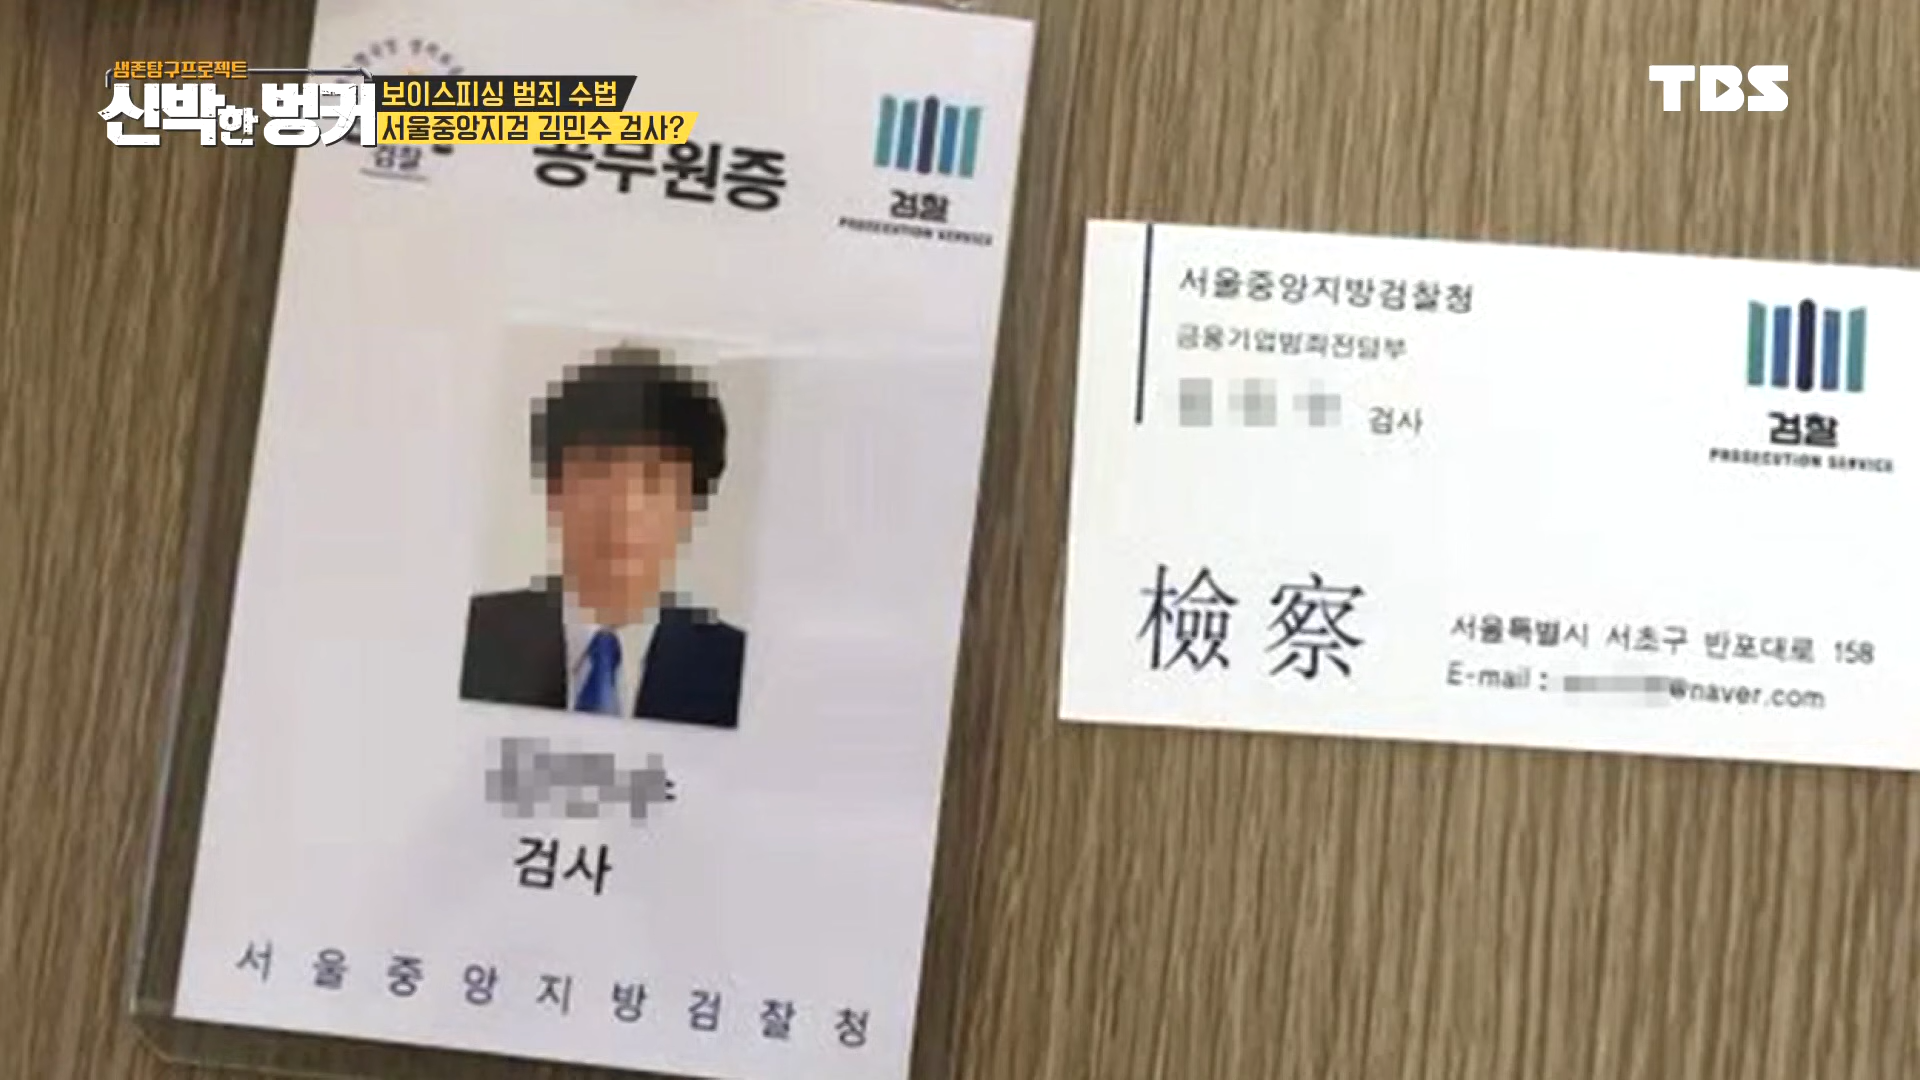 생존탐구프로젝트
신박한 벙커
보이스피싱 범죄 수법
서울중앙지검 김민수 검사?
TBS
검찰
공무원증
검찰
PROSECUTION SERVICE
검사
서울중앙지방검찰청
서울중앙지방검찰청
금융기업범죄전담부
검사
검찰
PROSECUTION SERVICE
檢察
서울특별시 서초구 반포대로 158
E-mail : @naver.com